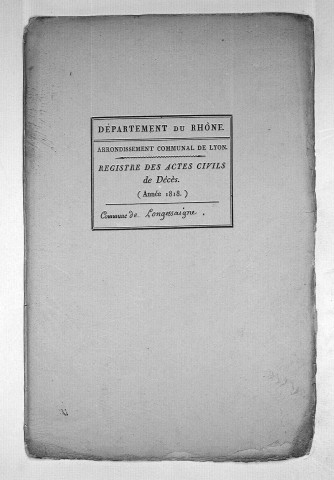 DÉPARTEMENT DU RHÔNE.
ARRONDISSEMENT COMMUNAL DE LYON.
REGISTRE DES ACTES CIVILS
de Décès.
( Année 1818. )
Commune de Longessaigne.